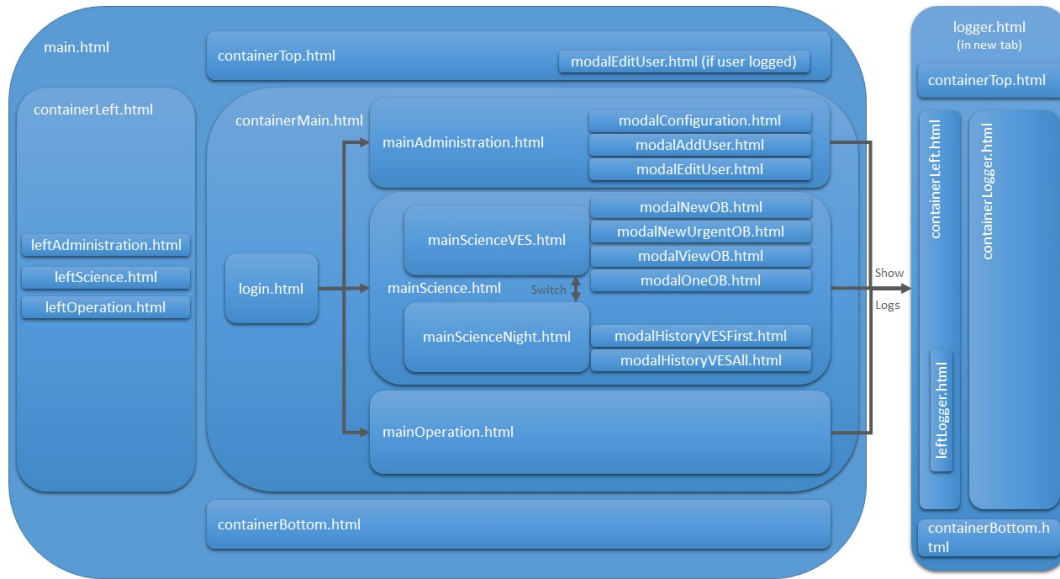 main.html
containerTop.html
modalEditUser.html (if user logged)
containerLeft.html
leftAdministration.html
leftScience.html
leftOperation.html
containerMain.html
login.html
mainAdministration.html
modalConfiguration.html
modalAddUser.html
modalEditUser.html
mainScience.html
mainScienceVES.html
modalNewOB.html
modalNewUrgentOB.html
modalViewOB.html
modalOneOB.html
Switch
mainScienceNight.html
modalHistoryVESFirst.html
modalHistoryVESAll.html
mainOperation.html
containerBottom.html
Show
Logs
logger.html
(in new tab)
containerTop.html
containerLeft.html
leftLogger.html
containerLogger.html
containerBottom.h
tml